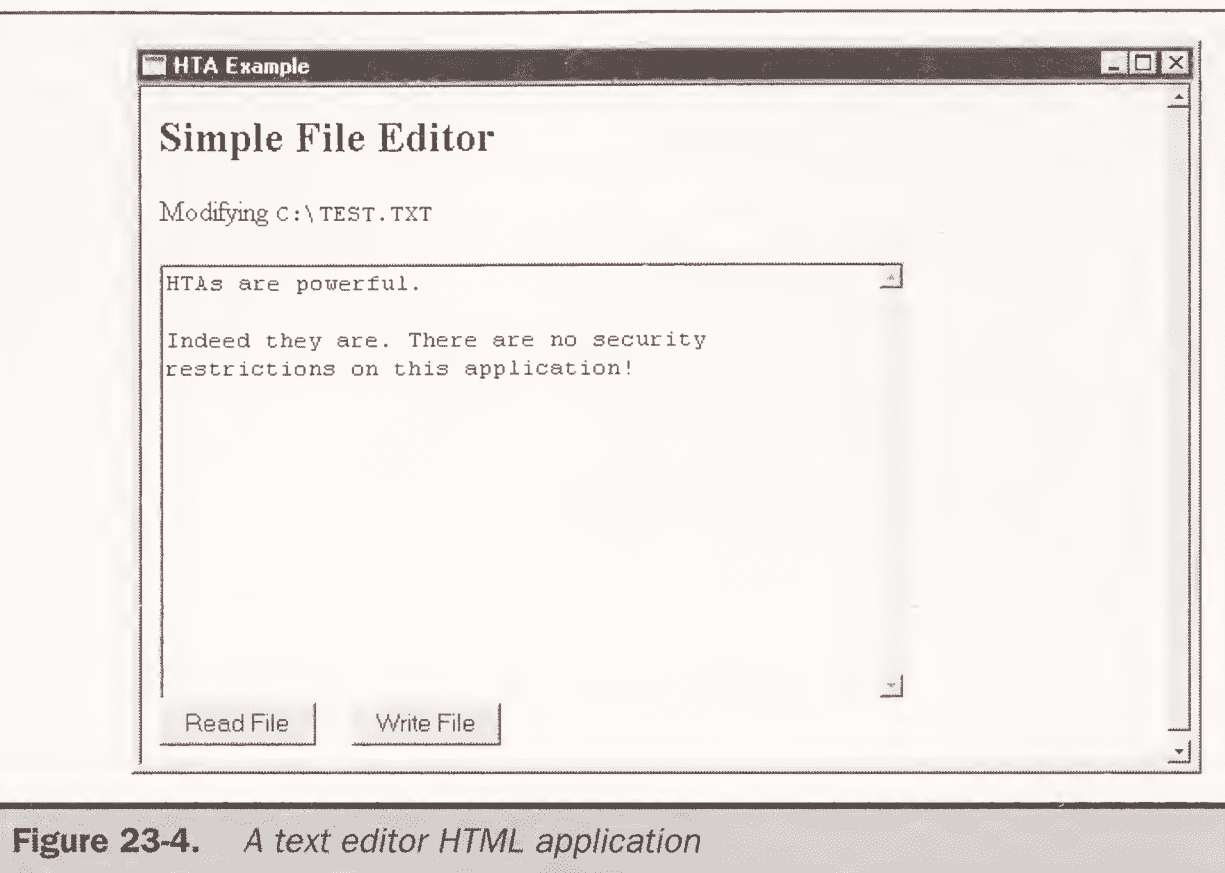 HTA Example
Simple File Editor
Modifying C:\TEST.TXT
HTAs are powerful.
Indeed they are. There are no security
restrictions on this application!
Read File Write File
Figure 23-4. A text editor HTML application